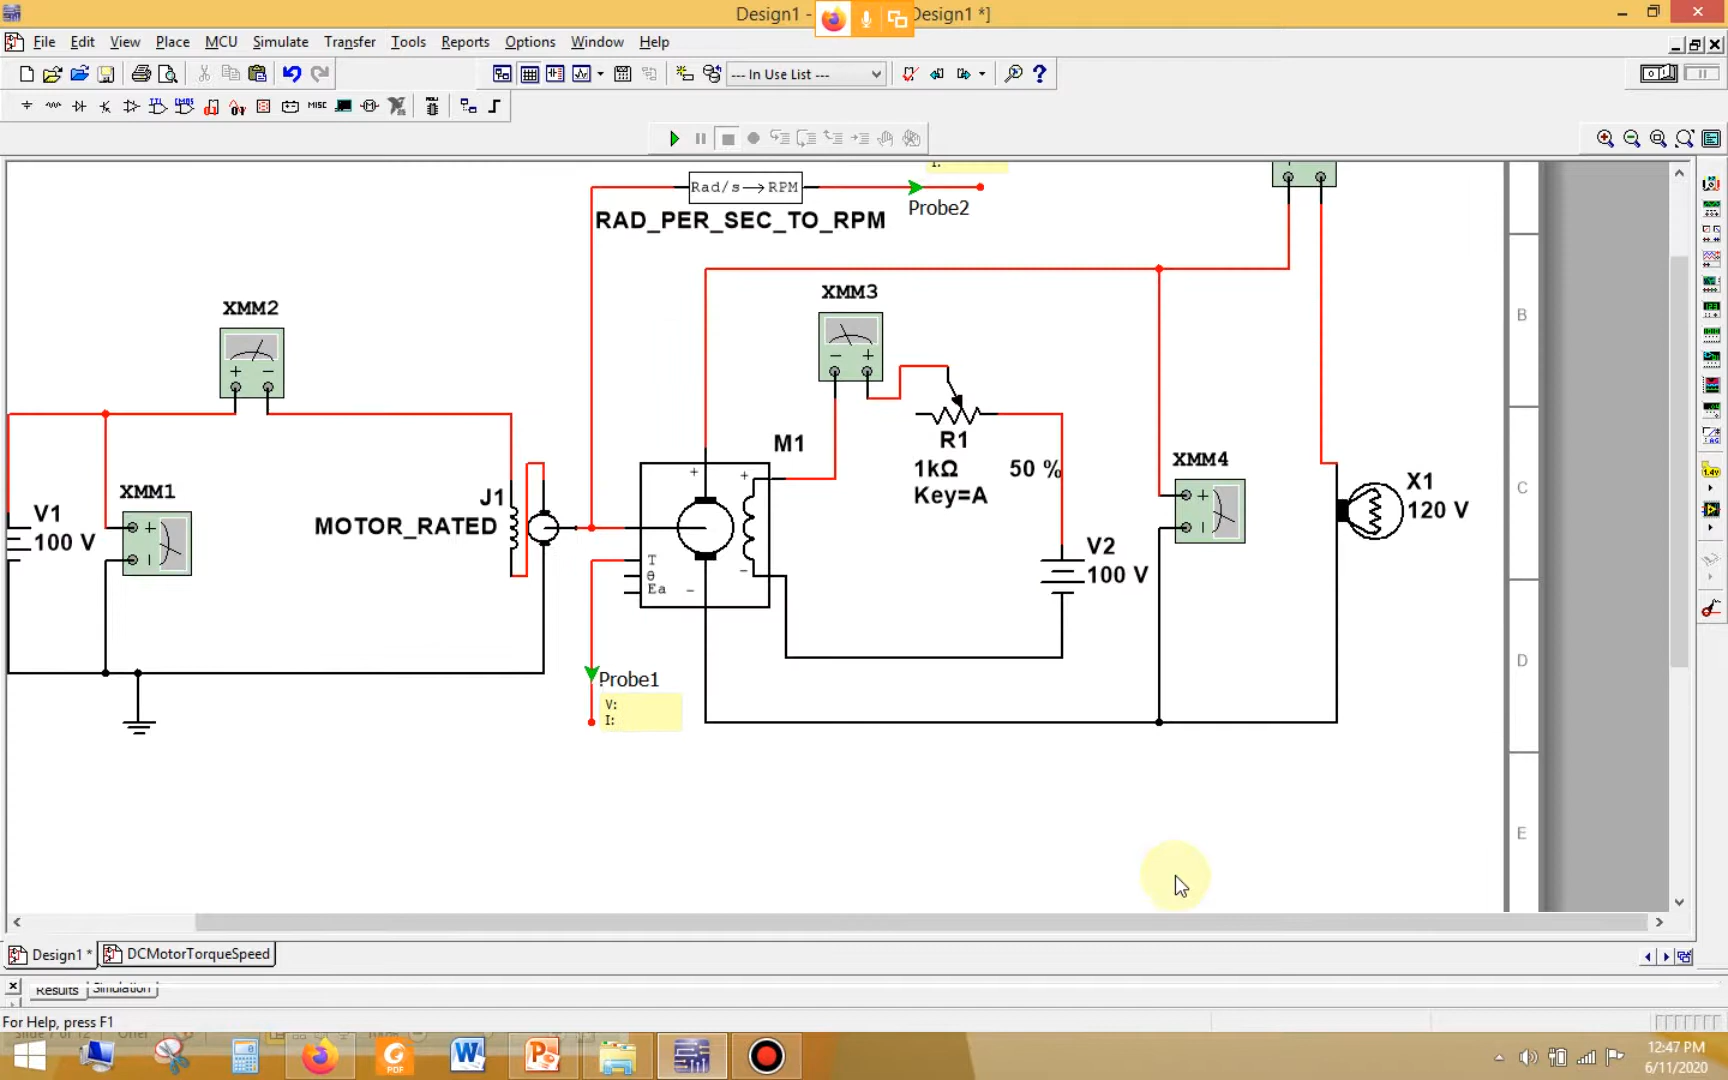 Design1 -
Design1 *]
File Edit View Place MCU Simulate Transfer Tools Reports Options Window Help
--- In Use List ---
MISC
I:
Rad/s→RPM
RAD_PER_SEC_TO_RPM
Probe2
XMM2
+ −
XMM3
− +
B
M1
R1
1kΩ 50 %
Key=A
XMM4
X1
120 V
C
V1
100 V
XMM1
J1
MOTOR_RATED
T
θ
Ea
V2
100 V
Probe1
V:
I:
D
E
Design1 *
DCMotorTorqueSpeed
Results
Simulation
For Help, press F1
12:47 PM
6/11/2020